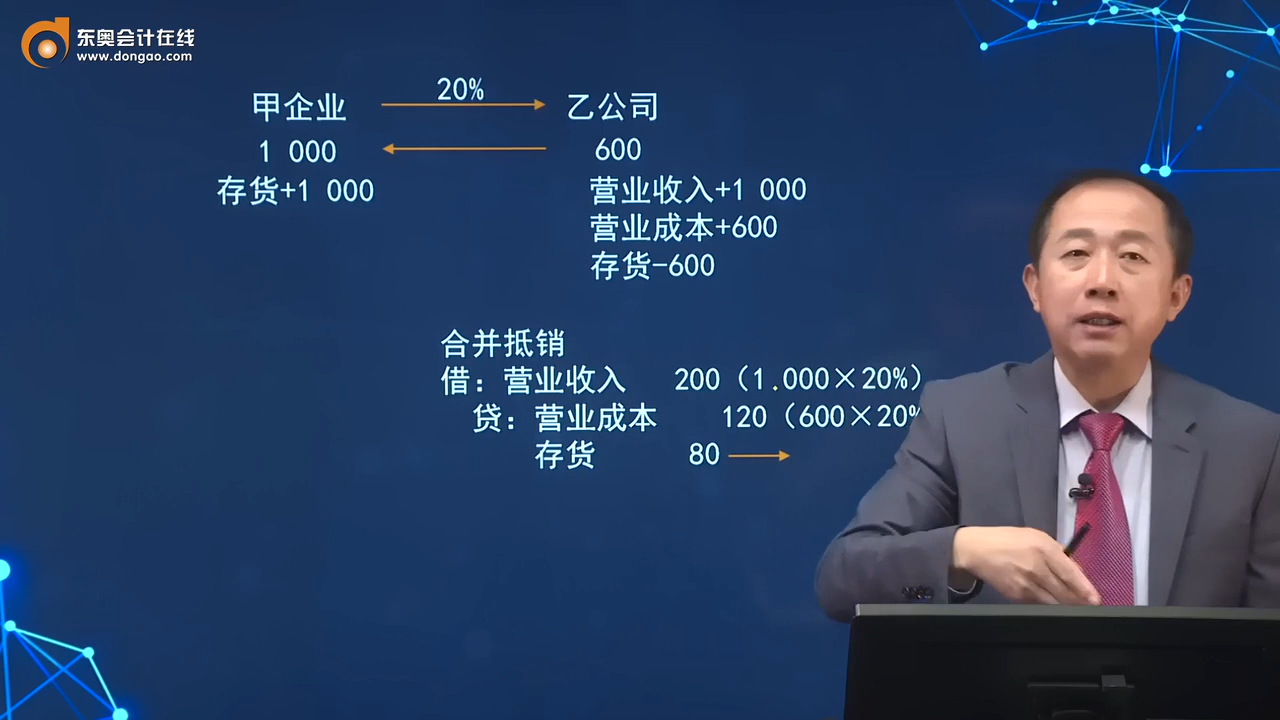 东奥会计在线
www.dongao.com
20%
甲企业 乙公司
1 000 600
存货+1 000 营业收入+1 000
营业成本+600
存货-600
合并抵销
借：营业收入 200（1.000×20%）
贷：营业成本 120（600×20%
存货 80